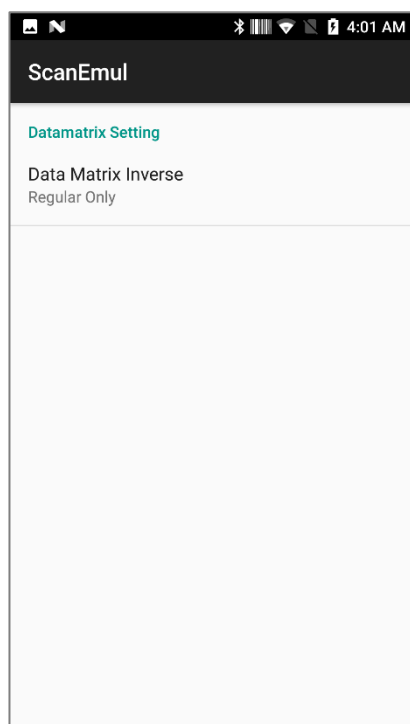 4:01 AM
ScanEmul
Datamatrix Setting
Data Matrix Inverse
Regular Only